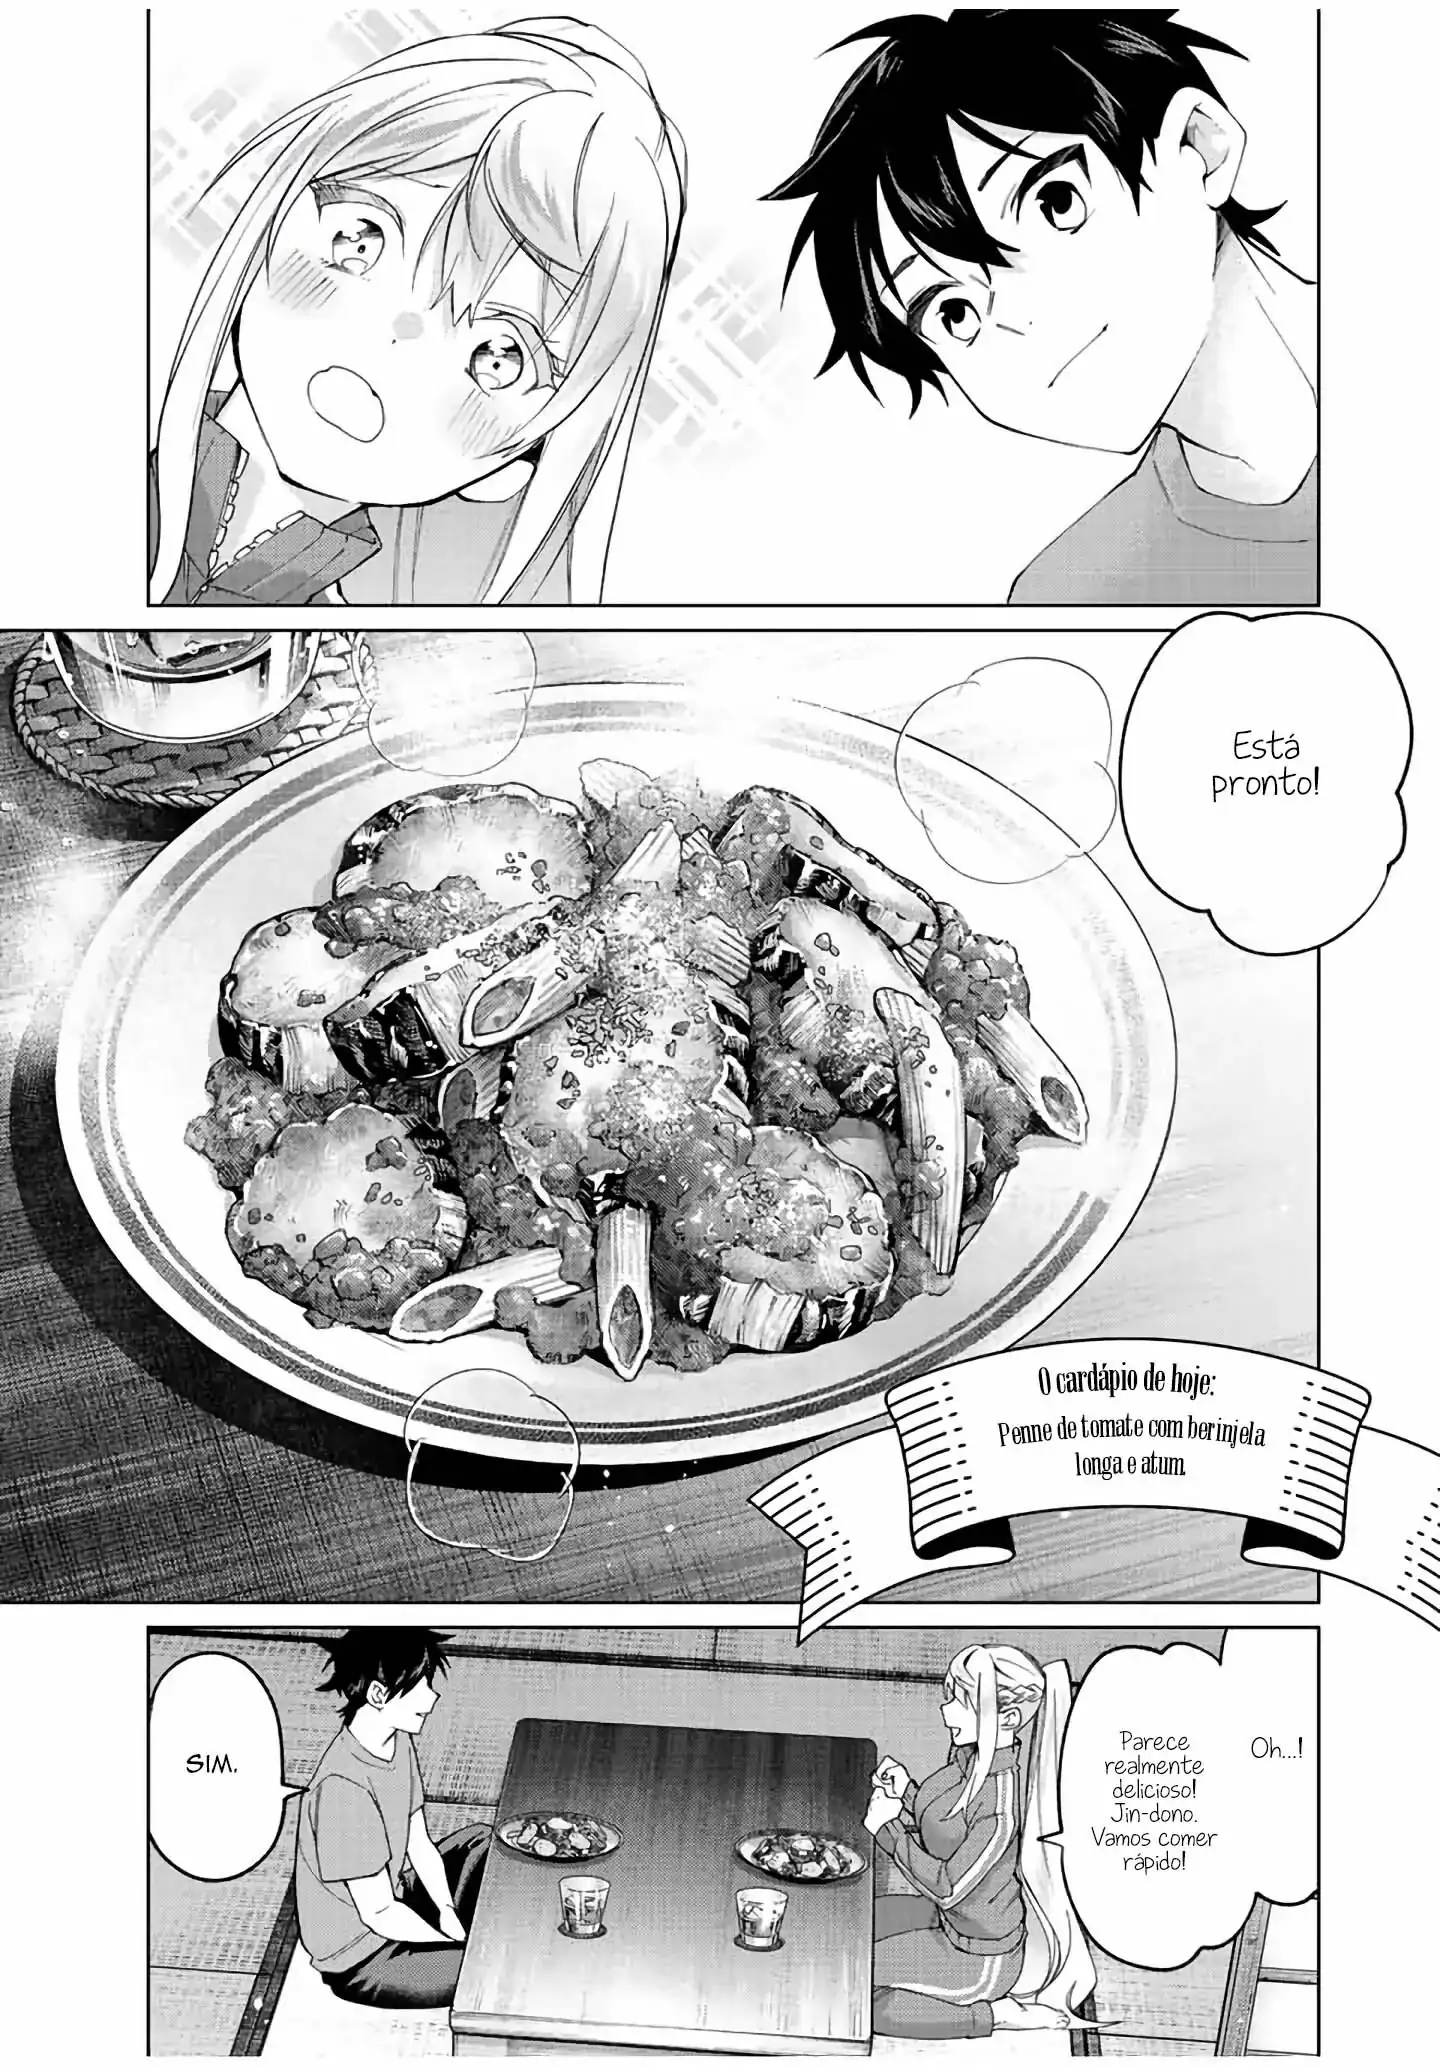 Está
pronto!
O cardápio de hoje:
Penne de tomate com berinjela
longa e atum.
Oh...!
Parece
realmente
delicioso!
Jin-dono.
Vamos comer
rápido!
SIM.